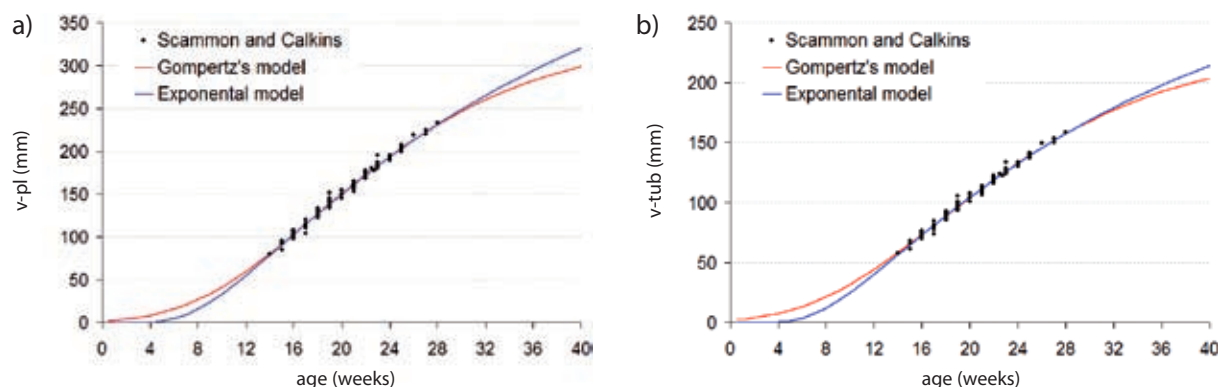 a)
v-pl (mm)
350
300
250
200
150
100
50
0
Scammon and Calkins
Gompertz's model
Exponental model
0 4 8 12 16 20 24 28 32 36 40
age (weeks)
b)
v-tub (mm)
250
200
150
100
50
0
Scammon and Calkins
Gompertz's model
Exponental model
0 4 8 12 16 20 24 28 32 36 40
age (weeks)